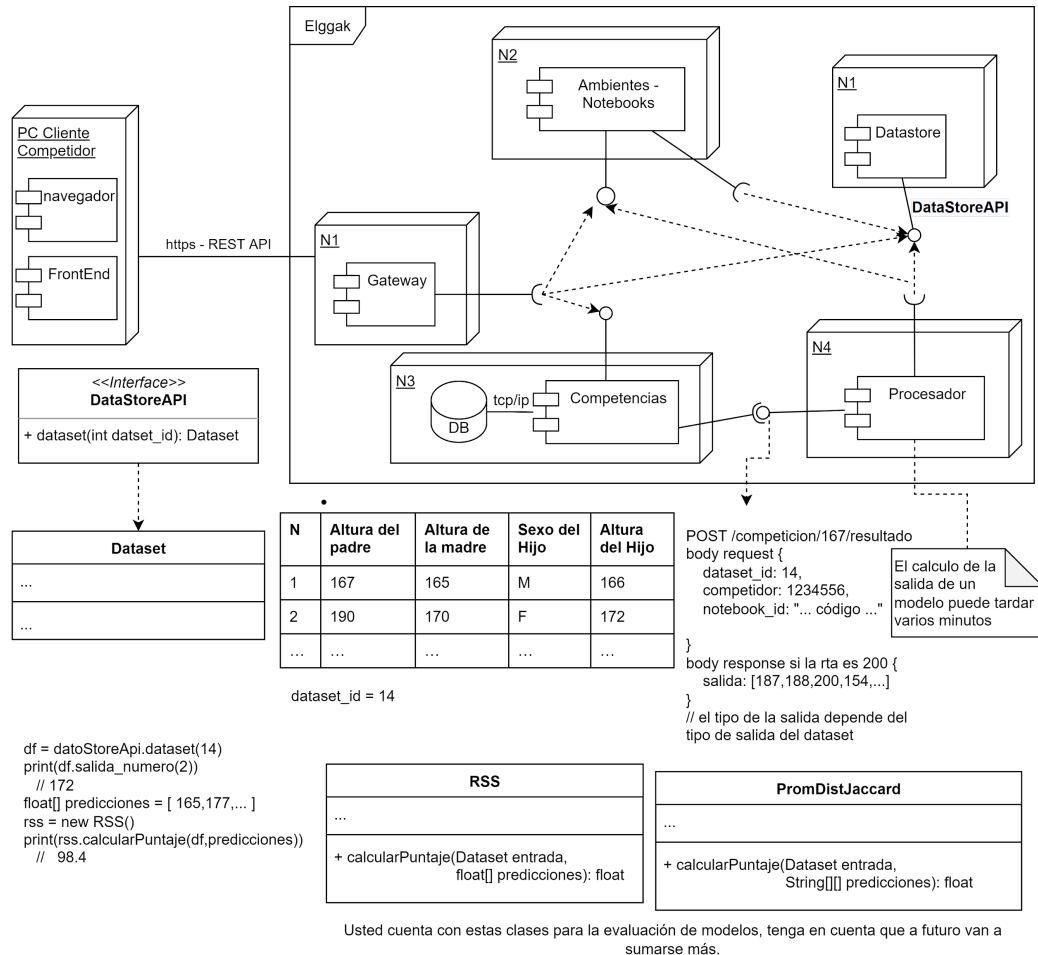 Elggak
N2
Ambientes -
Notebooks
N1
Datastore
DataStoreAPI
PC Cliente
Competidor
navegador
FrontEnd
https - REST API
N1
Gateway
N3
DB
tcp/ip
Competencias
N4
Procesador
<<Interface>>
DataStoreAPI
+ dataset(int datset_id): Dataset
Dataset
...
...
N Altura del padre Altura de la madre Sexo del Hijo Altura del Hijo
1 167 165 M 166
2 190 170 F 172
... ... ... ... ...
dataset_id = 14
POST /competicion/167/resultado
body request {
dataset_id: 14,
competidor: 1234556,
notebook_id: "... código ..."
}
body response si la rta es 200 {
salida: [187,188,200,154,...]
}
// el tipo de la salida depende del
tipo de salida del dataset
El calculo de la
salida de un
modelo puede tardar
varios minutos
df = datoStoreApi.dataset(14)
print(df.salida_numero(2))
// 172
float[] predicciones = [ 165,177,... ]
rss = new RSS()
print(rss.calcularPuntaje(df,predicciones))
// 98.4
RSS
...
+ calcularPuntaje(Dataset entrada,
float[] predicciones): float
PromDistJaccard
...
+ calcularPuntaje(Dataset entrada,
String[][] predicciones): float
Usted cuenta con estas clases para la evaluación de modelos, tenga en cuenta que a futuro van a
sumarse más.